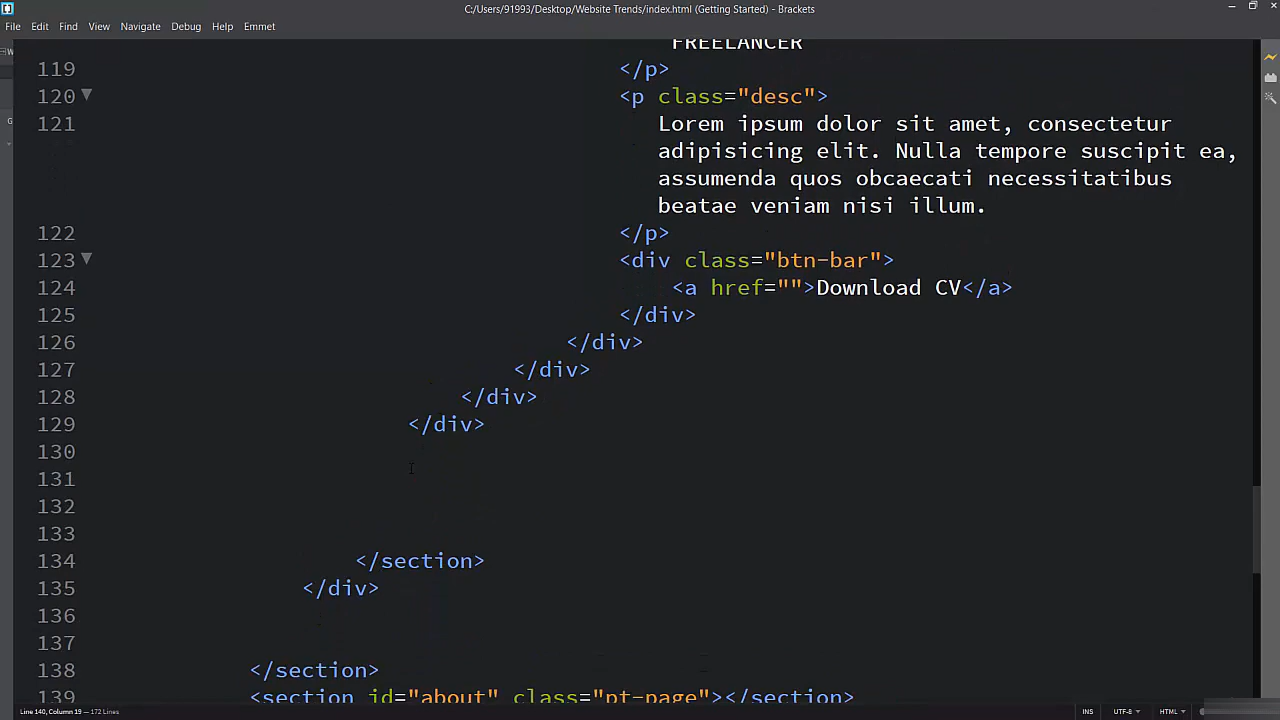 C:/Users/91993/Desktop/Website Trends/index.html (Getting Started) - Brackets
File Edit Find View Navigate Debug Help Emmet
FREELANCER
119 </p>
120 <p class="desc">
121 Lorem ipsum dolor sit amet, consectetur
adipisicing elit. Nulla tempore suscipit ea,
assumenda quos obcaecati necessitatibus
beatae veniam nisi illum.
122 </p>
123 <div class="btn-bar">
124 <a href="">Download CV</a>
125 </div>
126 </div>
127 </div>
128 </div>
129 </div>
130
131
132
133
134 </section>
135 </div>
136
137
138 </section>
139 <section id="about" class="pt-page"></section>
Line 140, Column 19 — 172 Lines INS UTF-8 HTML